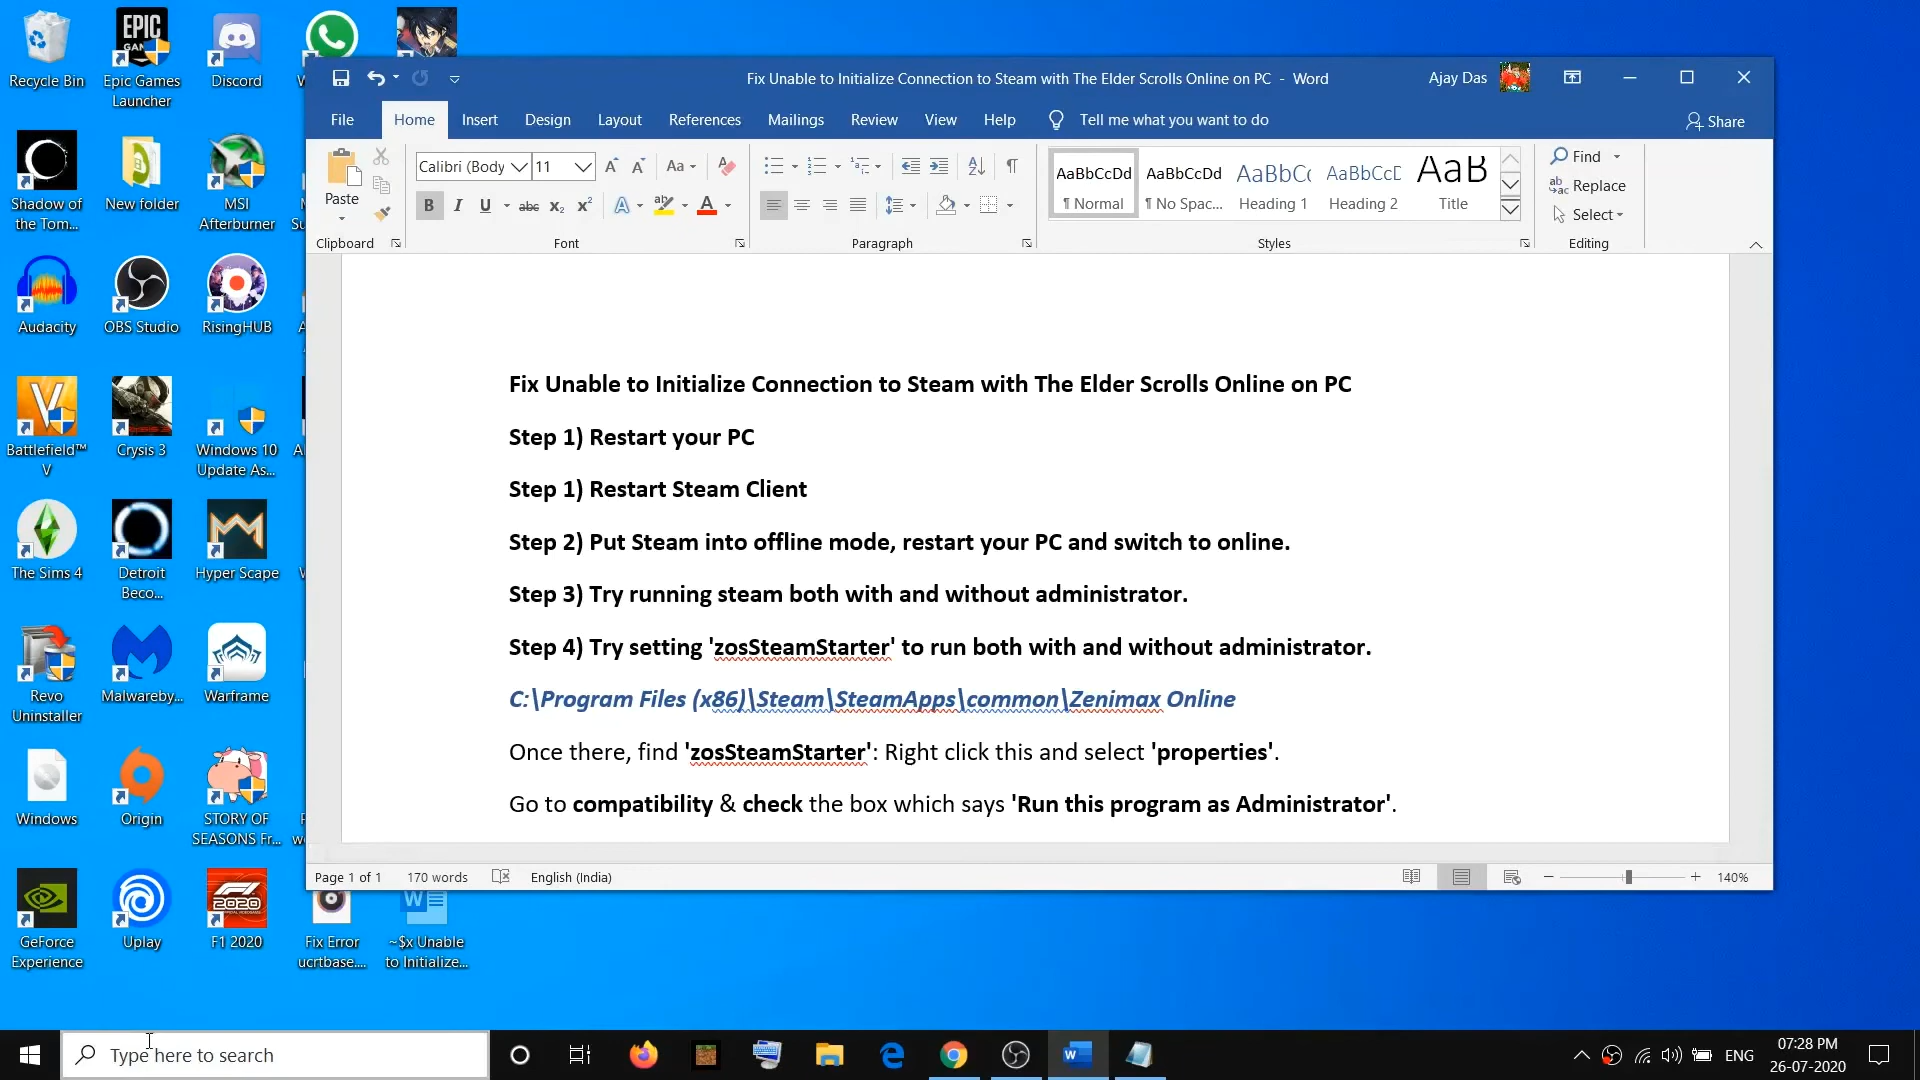 Recycle Bin
Epic Games
Launcher
Discord
EPIC
Shadow of
the Tom...
New folder
MSI
Afterburner
Audacity
OBS Studio
RisingHUB
Battlefield™
V
Crysis 3
Windows 10
Update As...
The Sims 4
Detroit
Beco...
Hyper Scape
Revo
Uninstaller
Malwareby...
Warframe
Windows
Origin
STORY OF
SEASONS Fr...
GeForce
Experience
Uplay
F1 2020
Fix Error
ucrtbase....
~$x Unable
to Initialize...
Fix Unable to Initialize Connection to Steam with The Elder Scrolls Online on PC - Word
Ajay Das
File Home Insert Design Layout References Mailings Review View Help Tell me what you want to do
Share
Paste
Clipboard
Calibri (Body 11
Aa
B I U abc x₂ x² A ab A
Font
Paragraph
AaBbCcDd AaBbCcDd AaBbC AaBbCcD AaB
¶ Normal ¶ No Spac... Heading 1 Heading 2 Title
Styles
Find
Replace
Select
Editing
Fix Unable to Initialize Connection to Steam with The Elder Scrolls Online on PC
Step 1) Restart your PC
Step 1) Restart Steam Client
Step 2) Put Steam into offline mode, restart your PC and switch to online.
Step 3) Try running steam both with and without administrator.
Step 4) Try setting 'zosSteamStarter' to run both with and without administrator.
C:\Program Files (x86)\Steam\SteamApps\common\Zenimax Online
Once there, find 'zosSteamStarter': Right click this and select 'properties'.
Go to compatibility & check the box which says 'Run this program as Administrator'.
Page 1 of 1 170 words English (India)
140%
Type here to search
ENG
07:28 PM
26-07-2020